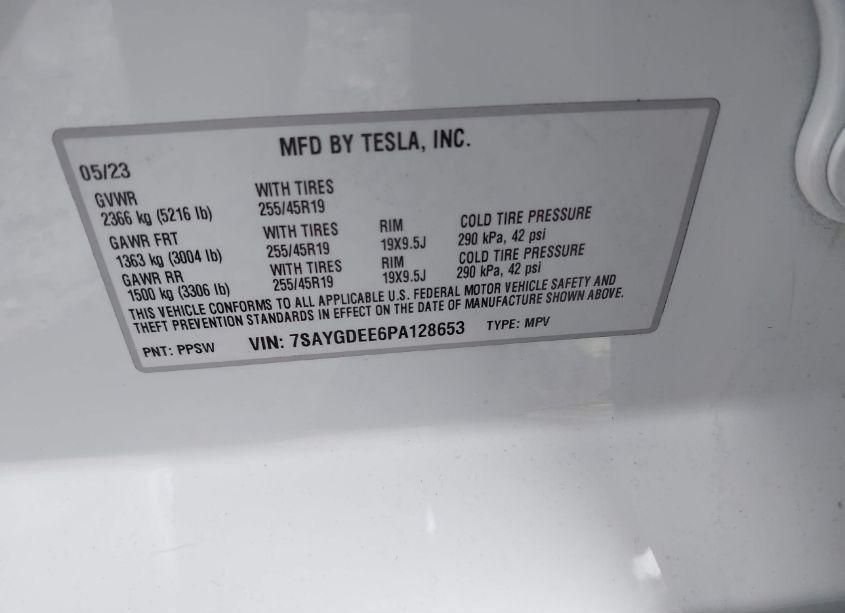 MFD BY TESLA, INC.
05/23
GVWR WITH TIRES
2366 kg (5216 lb) 255/45R19
GAWR FRT WITH TIRES RIM COLD TIRE PRESSURE
1363 kg (3004 lb) 255/45R19 19X9.5J 290 kPa, 42 psi
GAWR RR WITH TIRES RIM COLD TIRE PRESSURE
1500 kg (3306 lb) 255/45R19 19X9.5J 290 kPa, 42 psi
THIS VEHICLE CONFORMS TO ALL APPLICABLE U.S. FEDERAL MOTOR VEHICLE SAFETY AND
THEFT PREVENTION STANDARDS IN EFFECT ON THE DATE OF MANUFACTURE SHOWN ABOVE.
PNT: PPSW VIN: 7SAYGDEE6PA128653 TYPE: MPV